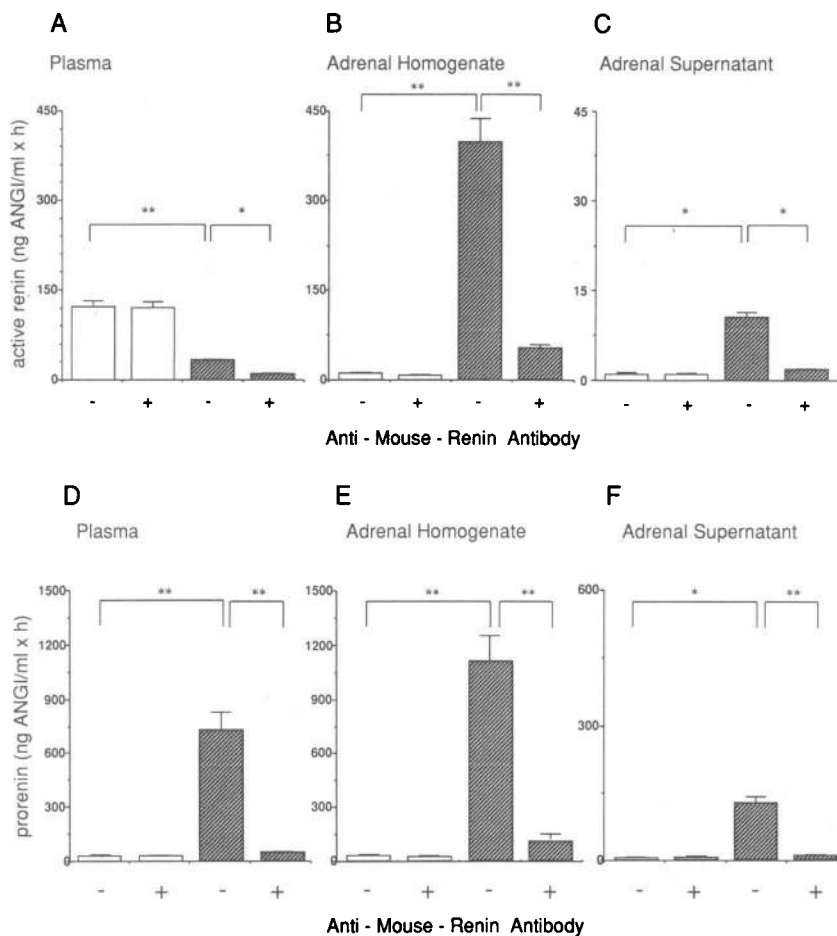 A
B
C
Plasma
Adrenal Homogenate
Adrenal Supernatant
active renin (ng ANGI/ml x h)
450
300
150
0
** *
450
300
150
0
** **
45
30
15
0
* *
- + - +
- + - +
- + - +
Anti - Mouse - Renin Antibody
D
E
F
Plasma
Adrenal Homogenate
Adrenal Supernatant
prorenin (ng ANGI/ml x h)
1500
1200
900
600
300
0
** **
1500
1200
900
600
300
0
** **
600
300
0
* **
- + - +
- + - +
- + - +
Anti - Mouse - Renin Antibody